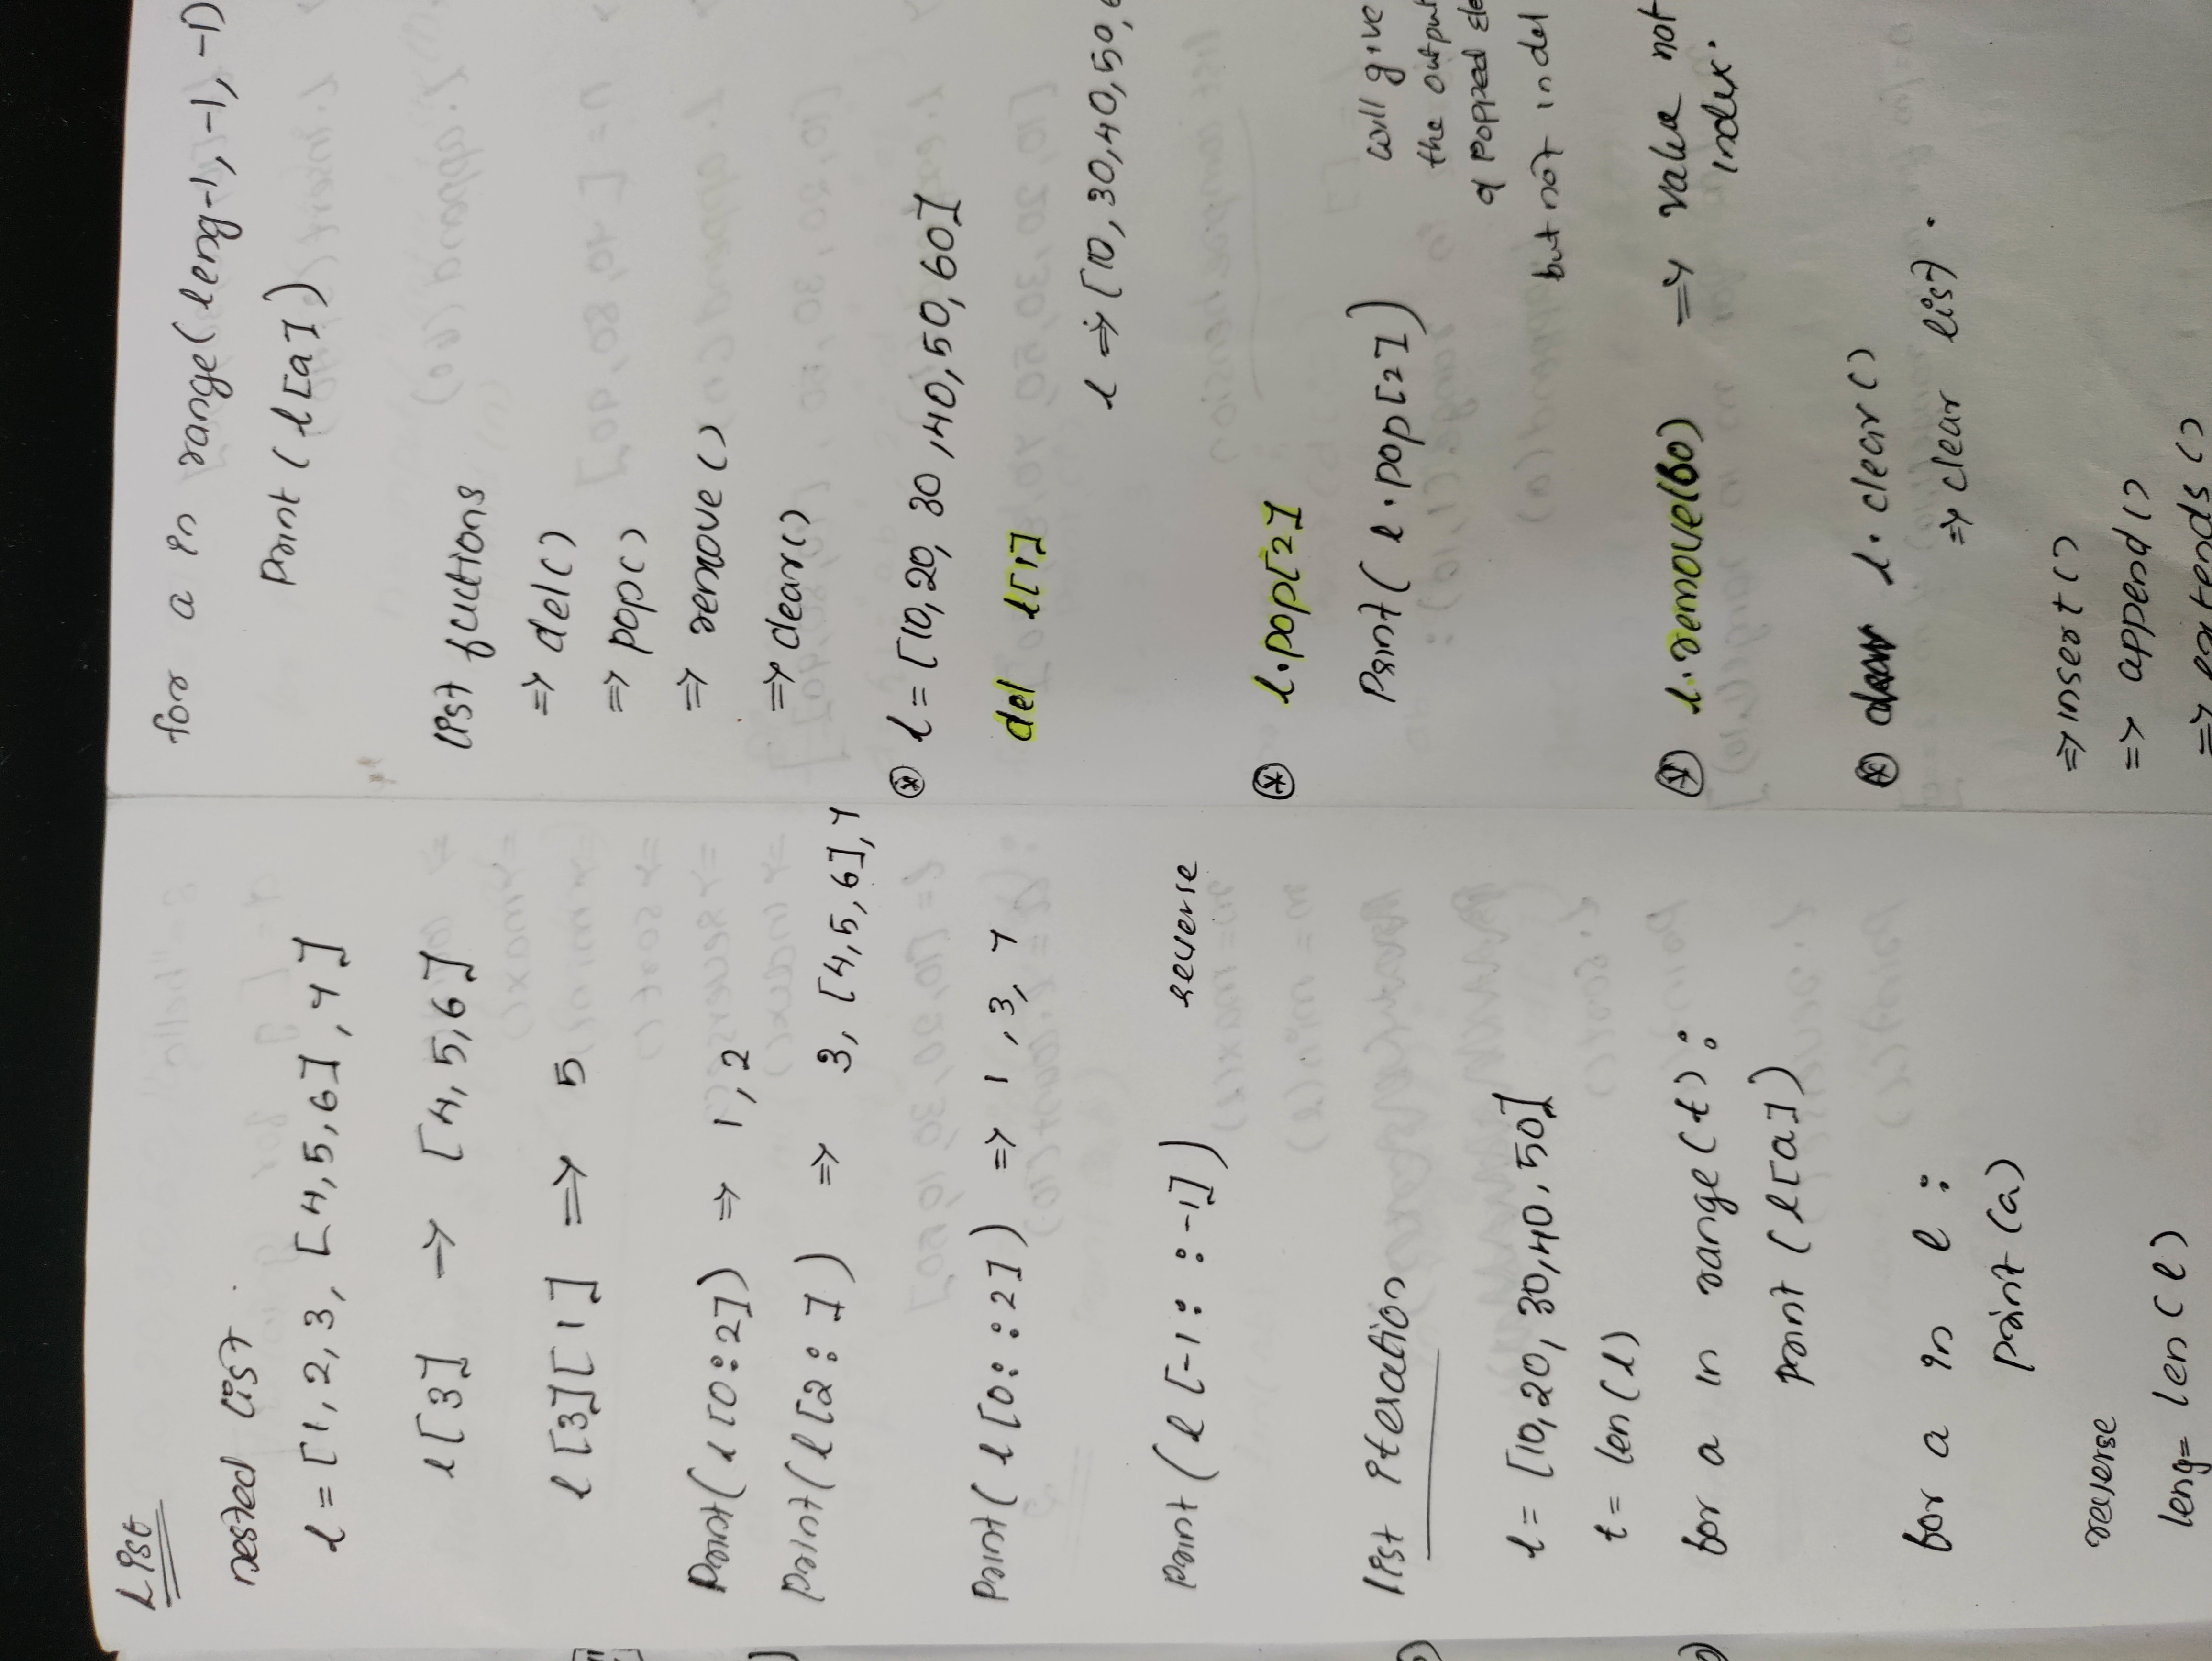 List
nested list
l = [1, 2, 3, [4,5,6], 7]
l[3] → [4,5,6]
l[3][1] ⇒ 5
Print(l[0:2]) ⇒ 1, 2
Print(l[2:]) ⇒ 3, [4,5,6], 7
Print(l[0::2]) ⇒ 1, 3, 7
Print(l[-1::-1]) reverse
list iteration
l = [10,20, 30,40, 50]
t = len(l)
for a in range(t):
print (l[a])
for a in l:
print (a)
reverse
leng= len(l)
for a in range(leng-1, -1, -1)
Print (l[a])
list fuctions
⇒ del()
⇒ pop()
⇒ remove()
⇒ clear()
l = [10,20, 30,40,50,60]
del l[1]
l ⇒ [10,30,40,50,
l.pop[2]
Print( l.pop[2]) will give
the output
of popped ele
but not in del
l.remove(60) ⇒ value not
index.
l.clear()
⇒ clear list.
⇒ insert()
⇒ append()
⇒ extends()